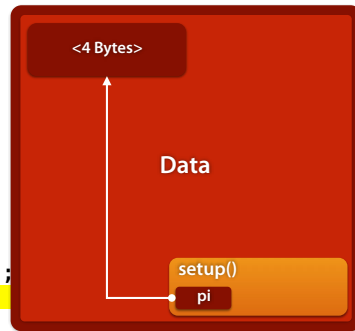 <4 Bytes>
Data
;
setup()
pi